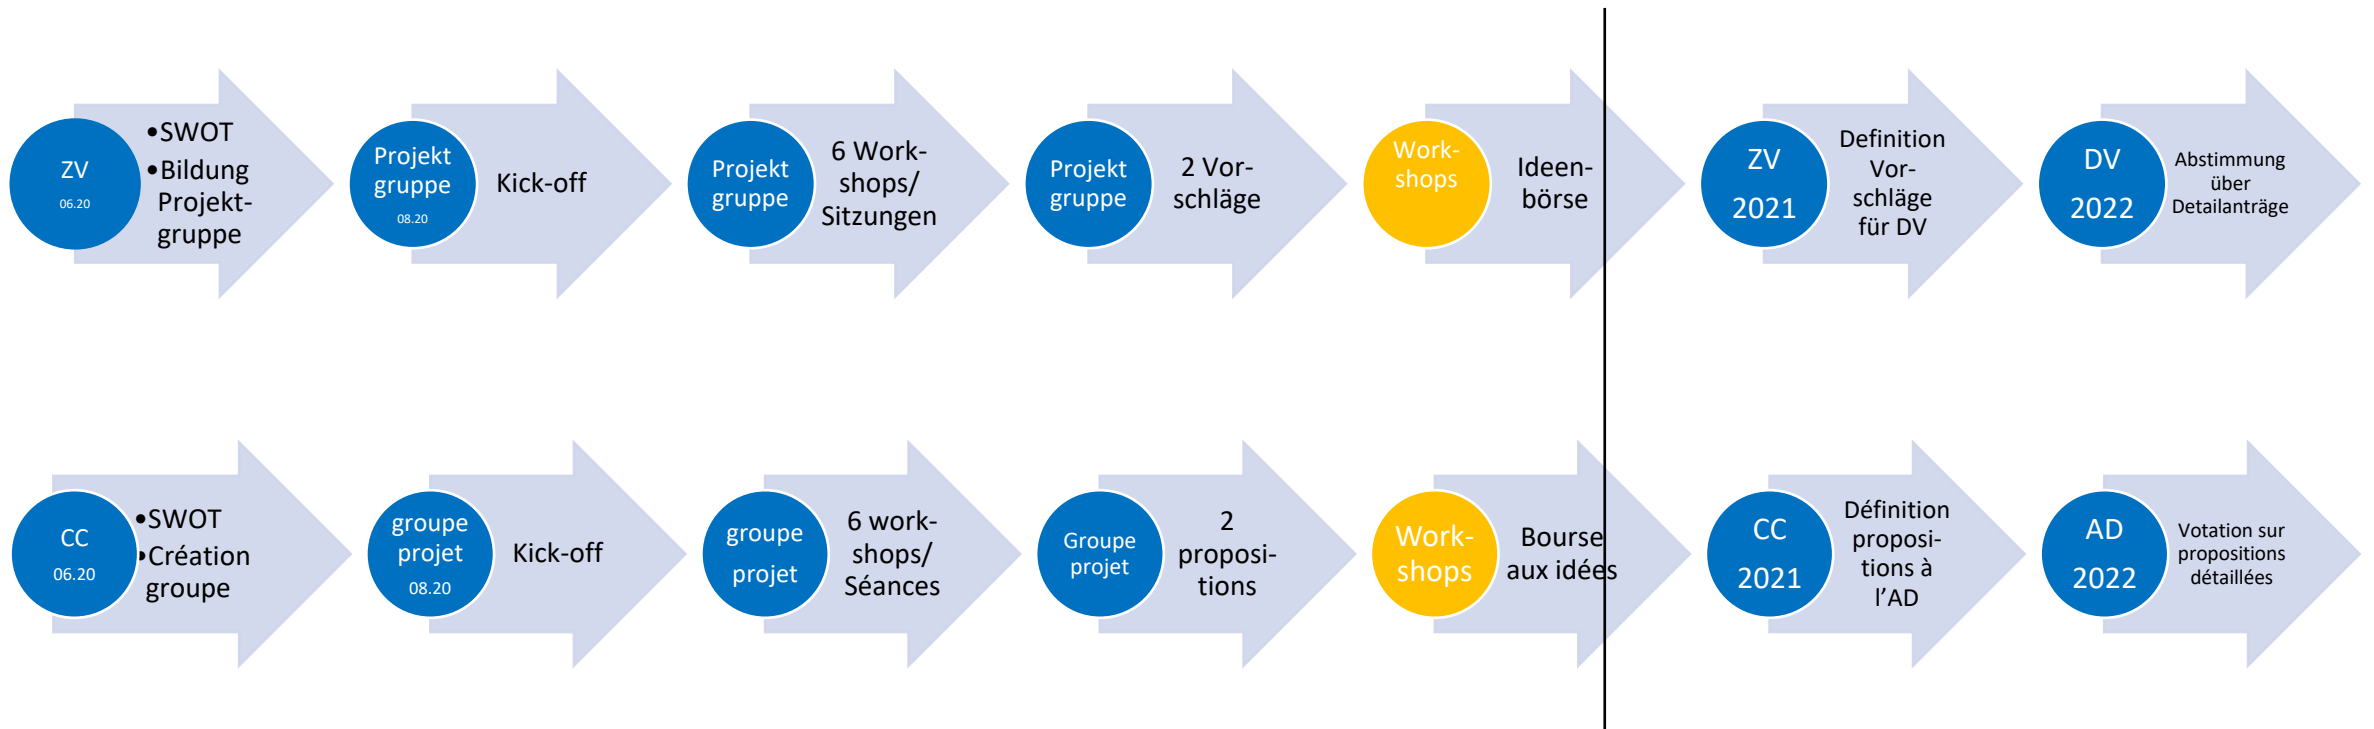 ZV
06.20
•SWOT
•Bildung
Projekt-
gruppe
Projekt
gruppe
08.20
Kick-off
Projekt
gruppe
6 Work-
shops/
Sitzungen
Projekt
gruppe
2 Vor-
schläge
Work-
shops
Ideen-
börse
ZV
2021
Definition
Vor-
schläge
für DV
DV
2022
Abstimmung
über
Detailanträge
CC
06.20
•SWOT
•Création
groupe
groupe
projet
08.20
Kick-off
groupe
projet
6 work-
shops/
Séances
Groupe
projet
2
proposi-
tions
Work-
shops
Bourse
aux idées
CC
2021
Définition
proposi-
tions à
l’AD
AD
2022
Votation sur
propositions
détaillées